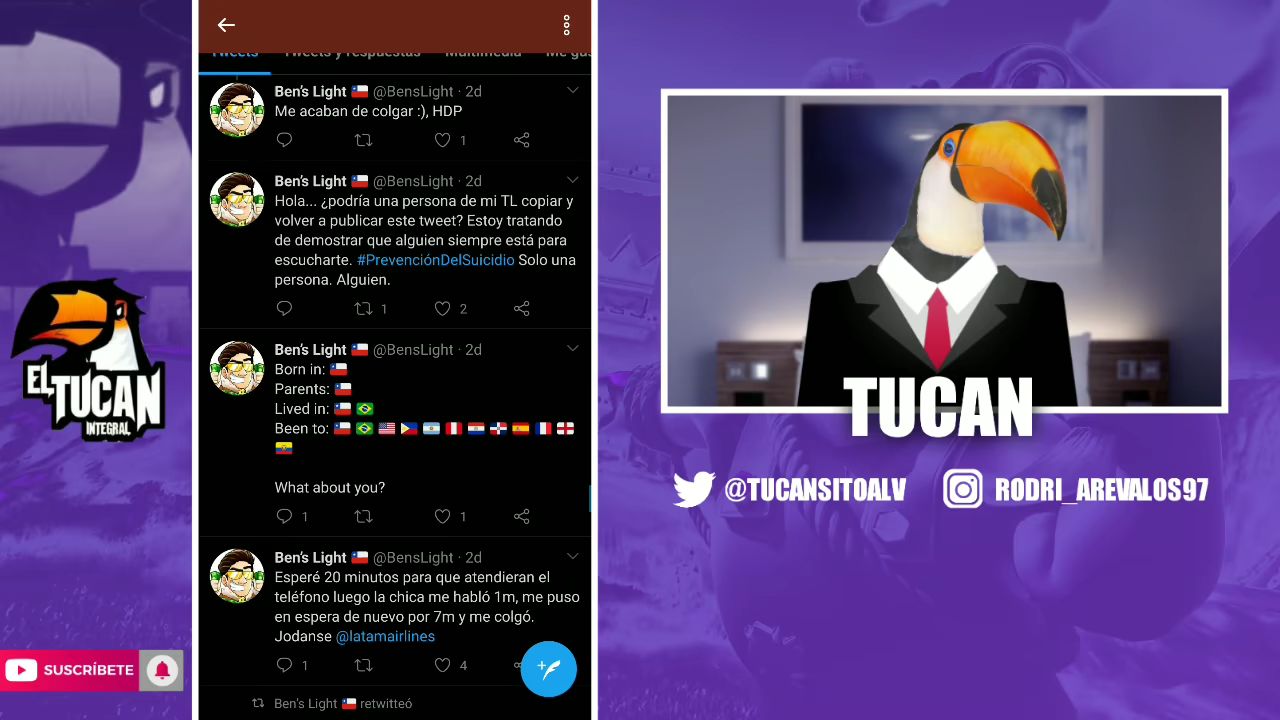 Tweets Tweets y respuestas Multimedia Me gus
Ben's Light 🇨🇱 @BensLight · 2d
Me acaban de colgar :), HDP
1
Ben's Light 🇨🇱 @BensLight · 2d
Hola... ¿podría una persona de mi TL copiar y
volver a publicar este tweet? Estoy tratando
de demostrar que alguien siempre está para
escucharte. #PrevenciónDelSuicidio Solo una
persona. Alguien.
1 2
Ben's Light 🇨🇱 @BensLight · 2d
Born in: 🇨🇱
Parents: 🇨🇱
Lived in: 🇨🇱 🇧🇷
Been to: 🇨🇱 🇧🇷 🇺🇸 🇵🇭 🇦🇷 🇵🇪 🇵🇾 🇩🇴 🇪🇸 🇫🇷 🏴󠁧󠁢󠁥󠁮󠁧󠁿
🇪🇨
What about you?
1 1
Ben's Light 🇨🇱 @BensLight · 2d
Esperé 20 minutos para que atendieran el
teléfono luego la chica me habló 1m, me puso
en espera de nuevo por 7m y me colgó.
Jodanse @latamairlines
1 4
Ben's Light 🇨🇱 retwitteó
EL
TUCAN
INTEGRAL
SUSCRÍBETE
TUCAN
@TUCANSITOALV RODRI_AREVALOS97